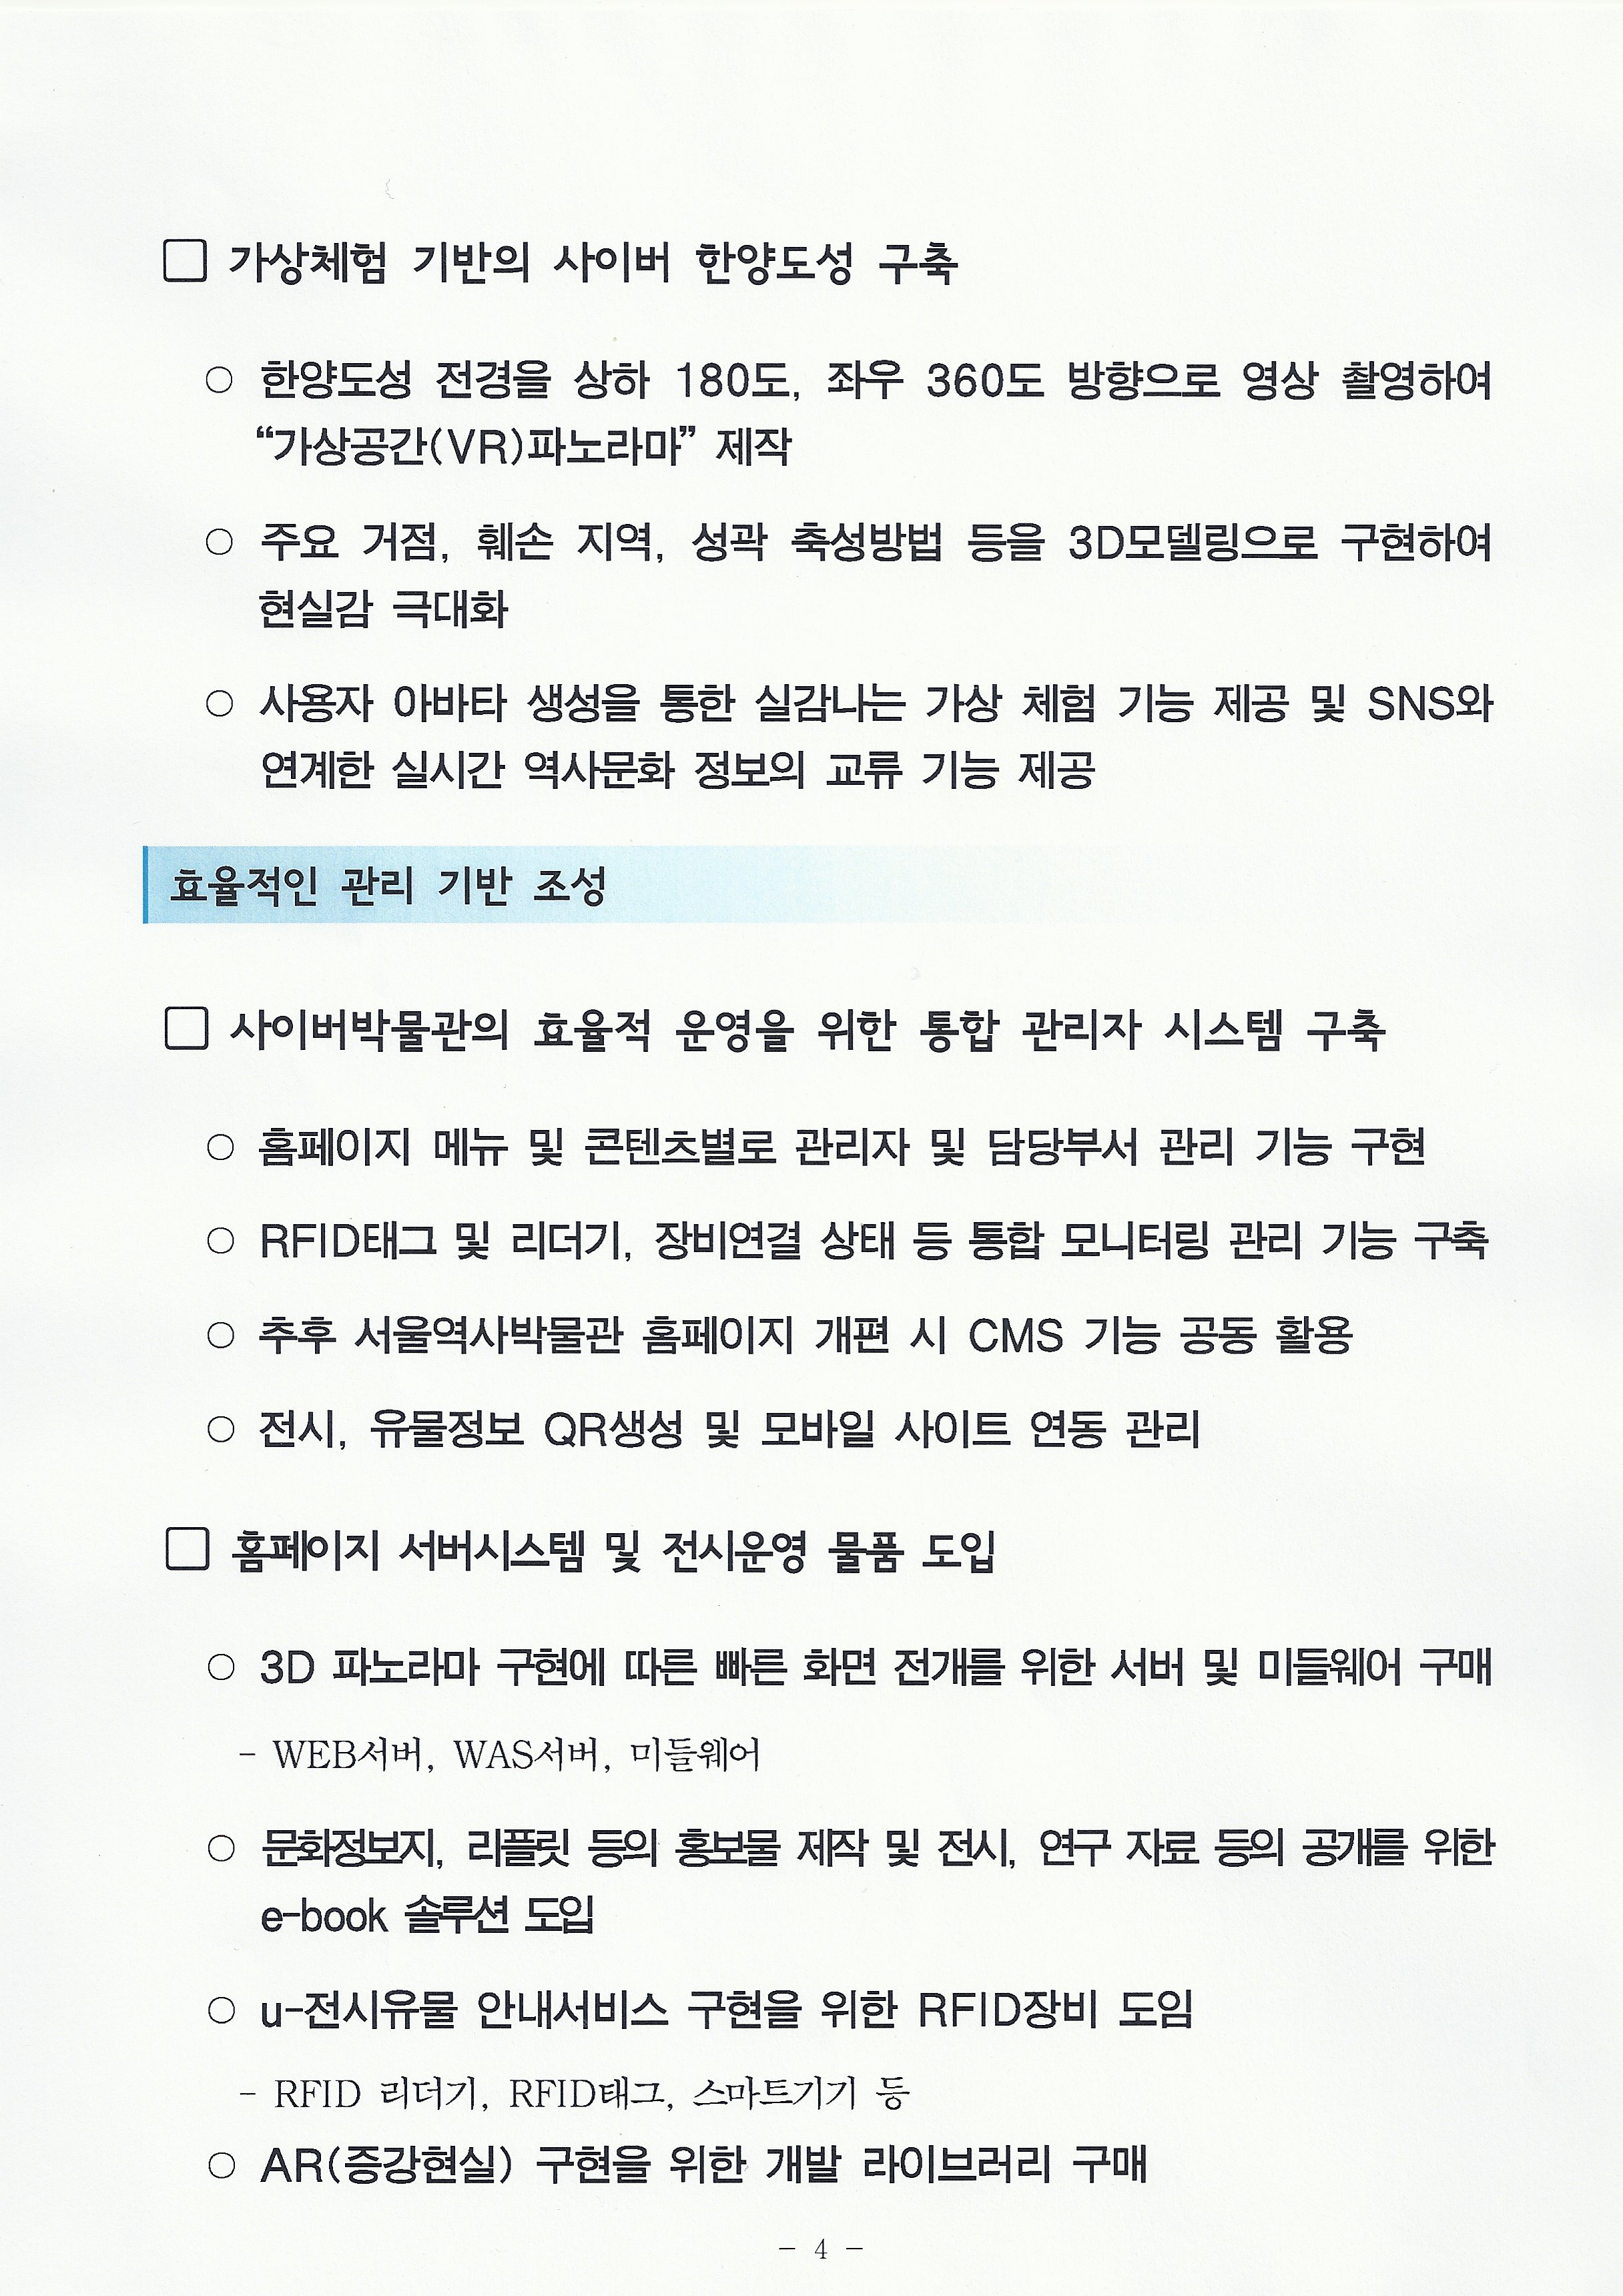 □ 가상체험 기반의 사이버 한양도성 구축
○ 한양도성 전경을 상하 180도, 좌우 360도 방향으로 영상 촬영하여
“가상공간(VR)파노라마” 제작
○ 주요 거점, 훼손 지역, 성곽 축성방법 등을 3D모델링으로 구현하여
현실감 극대화
○ 사용자 아바타 생성을 통한 실감나는 가상 체험 기능 제공 및 SNS와
연계한 실시간 역사문화 정보의 교류 기능 제공
효율적인 관리 기반 조성
□ 사이버박물관의 효율적 운영을 위한 통합 관리자 시스템 구축
○ 홈페이지 메뉴 및 콘텐츠별로 관리자 및 담당부서 관리 기능 구현
○ RFID태그 및 리더기, 장비연결 상태 등 통합 모니터링 관리 기능 구축
○ 추후 서울역사박물관 홈페이지 개편 시 CMS 기능 공동 활용
○ 전시, 유물정보 QR생성 및 모바일 사이트 연동 관리
□ 홈페이지 서버시스템 및 전시운영 물품 도입
○ 3D 파노라마 구현에 따른 빠른 화면 전개를 위한 서버 및 미들웨어 구매
- WEB서버, WAS서버, 미들웨어
○ 문화정보지, 리플릿 등의 홍보물 제작 및 전시, 연구 자료 등의 공개를 위한
e-book 솔루션 도입
○ u-전시유물 안내서비스 구현을 위한 RFID장비 도임
- RFID 리더기, RFID태그, 스마트기기 등
○ AR(증강현실) 구현을 위한 개발 라이브러리 구매
- 4 -